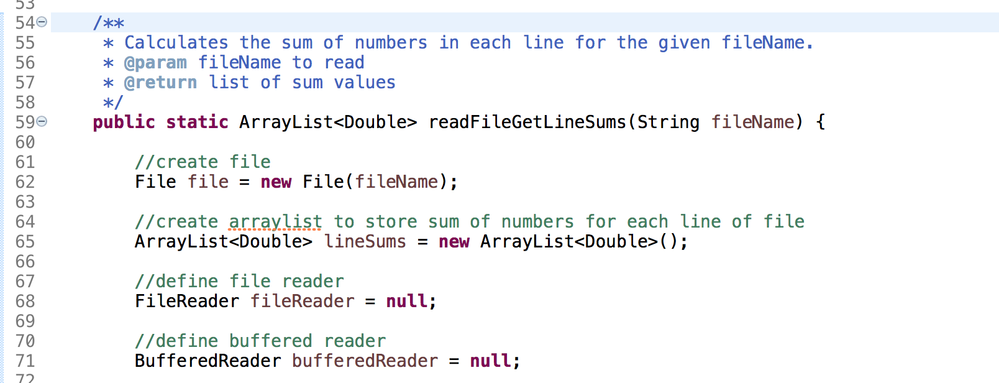 53
54 /**
55 * Calculates the sum of numbers in each line for the given fileName.
56 * @param fileName to read
57 * @return list of sum values
58 */
59 public static ArrayList<Double> readFileGetLineSums(String fileName) {
60
61 //create file
62 File file = new File(fileName);
63
64 //create arraylist to store sum of numbers for each line of file
65 ArrayList<Double> lineSums = new ArrayList<Double>();
66
67 //define file reader
68 FileReader fileReader = null;
69
70 //define buffered reader
71 BufferedReader bufferedReader = null;
72